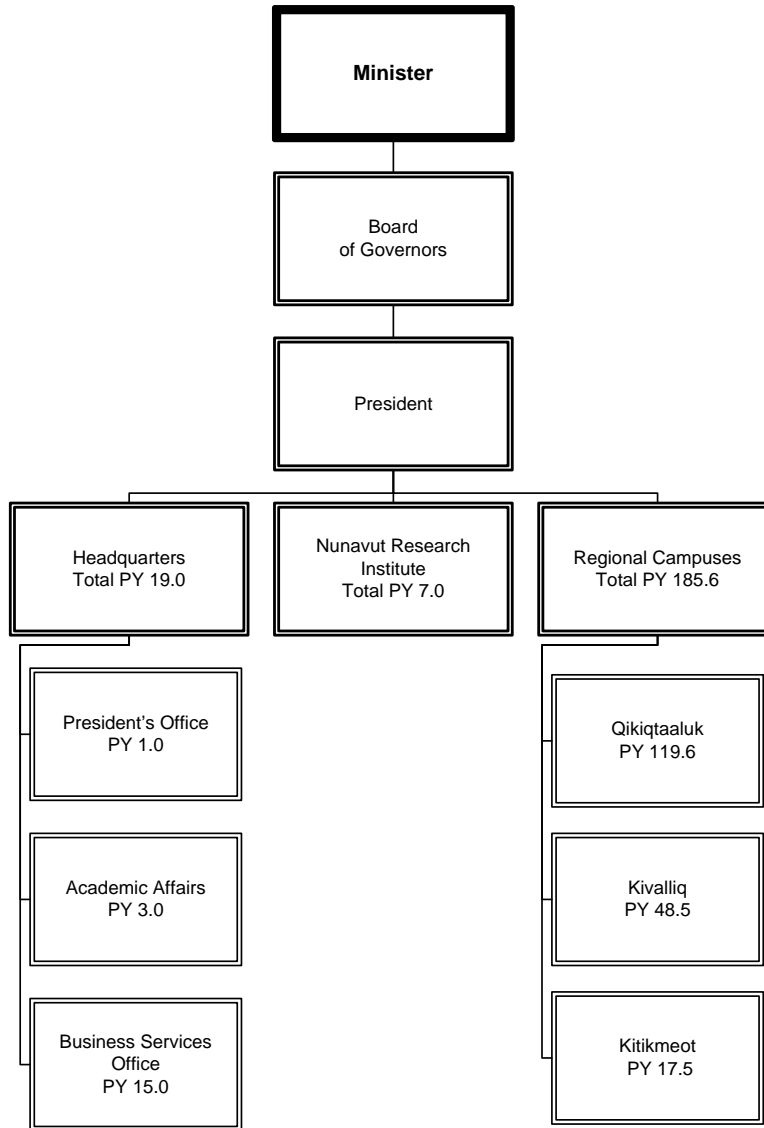 Minister
Board
of Governors
President
Headquarters
Total PY 19.0
Nunavut Research
Institute
Total PY 7.0
Regional Campuses
Total PY 185.6
President's Office
PY 1.0
Academic Affairs
PY 3.0
Business Services
Office
PY 15.0
Qikiqtaaluk
PY 119.6
Kivalliq
PY 48.5
Kitikmeot
PY 17.5